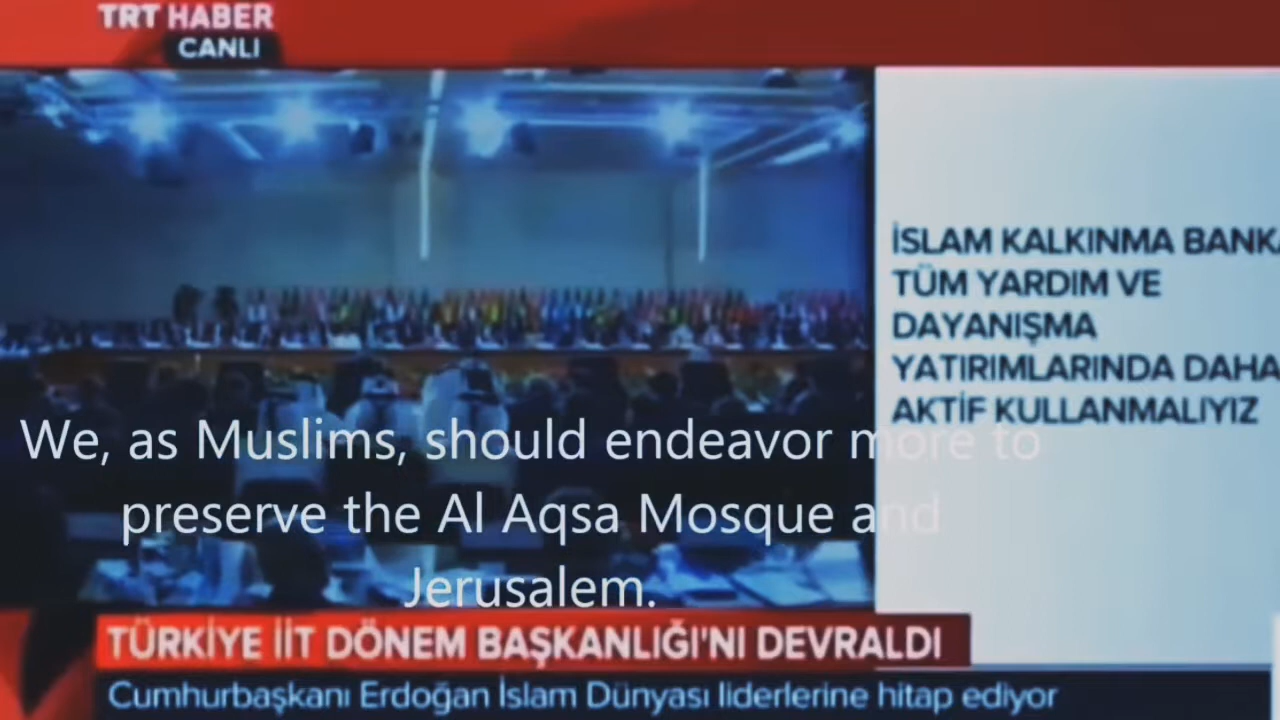 TRT HABER
CANLI
İSLAM KALKINMA BANKA
TÜM YARDIM VE
DAYANIŞMA
YATIRIMLARINDA DAHA
AKTİF KULLANMALIYIZ
We, as Muslims, should endeavor more to
preserve the Al Aqsa Mosque and
Jerusalem.
TÜRKİYE İİT DÖNEM BAŞKANLIĞI'NI DEVRALDI
Cumhurbaşkanı Erdoğan İslam Dünyası liderlerine hitap ediyor